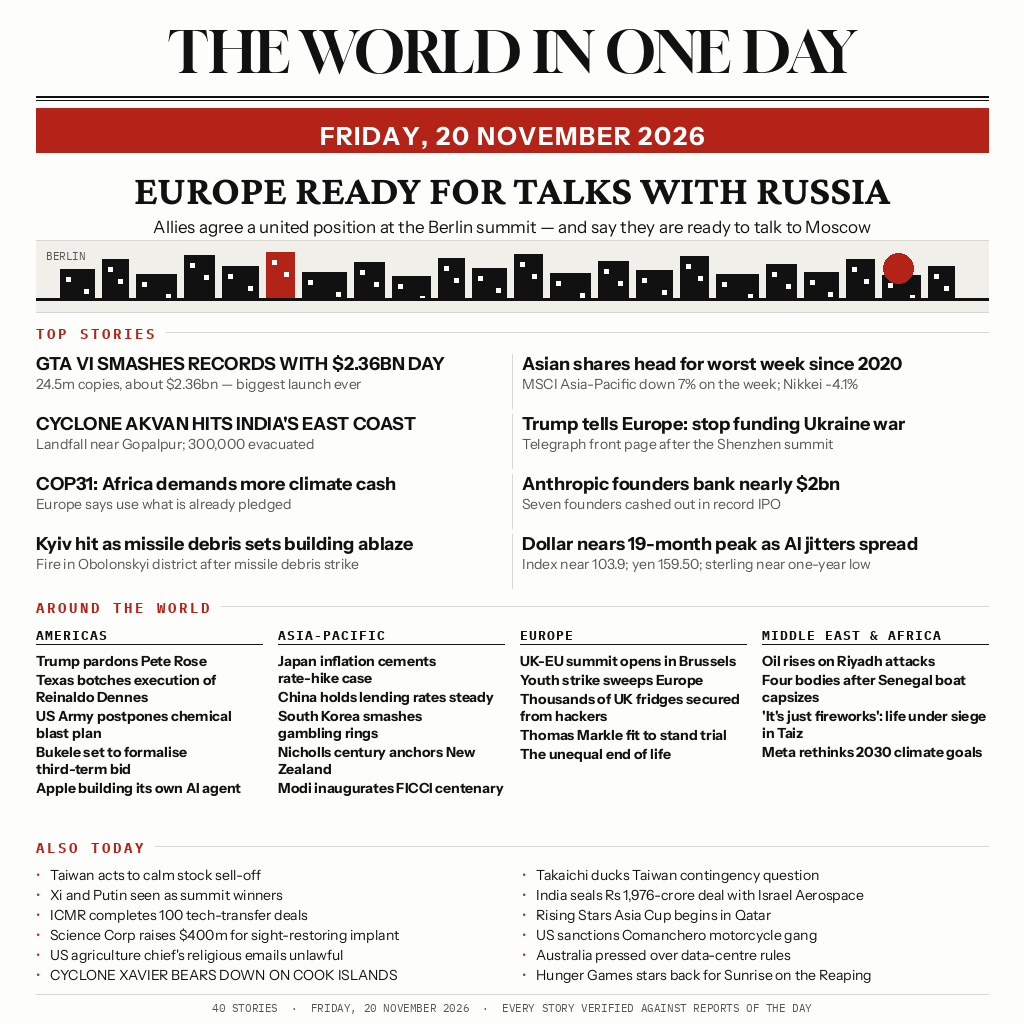 THE WORLD IN ONE DAY
FRIDAY, 20 NOVEMBER 2026
EUROPE READY FOR TALKS WITH RUSSIA
Allies agree a united position at the Berlin summit — and say they are ready to talk to Moscow
BERLIN
TOP STORIES
GTA VI SMASHES RECORDS WITH $2.36BN DAY
24.5m copies, about $2.36bn — biggest launch ever
Asian shares head for worst week since 2020
MSCI Asia-Pacific down 7% on the week; Nikkei -4.1%
CYCLONE AKVAN HITS INDIA'S EAST COAST
Landfall near Gopalpur; 300,000 evacuated
Trump tells Europe: stop funding Ukraine war
Telegraph front page after the Shenzhen summit
COP31: Africa demands more climate cash
Europe says use what is already pledged
Anthropic founders bank nearly $2bn
Seven founders cashed out in record IPO
Kyiv hit as missile debris sets building ablaze
Fire in Obolonskyi district after missile debris strike
Dollar nears 19-month peak as AI jitters spread
Index near 103.9; yen 159.50; sterling near one-year low
AROUND THE WORLD
AMERICAS
Trump pardons Pete Rose
Texas botches execution of
Reinaldo Dennes
US Army postpones chemical
blast plan
Bukele set to formalise
third-term bid
Apple building its own AI agent
ASIA-PACIFIC
Japan inflation cements
rate-hike case
China holds lending rates steady
South Korea smashes
gambling rings
Nicholls century anchors New
Zealand
Modi inaugurates FICCI centenary
EUROPE
UK-EU summit opens in Brussels
Youth strike sweeps Europe
Thousands of UK fridges secured
from hackers
Thomas Markle fit to stand trial
The unequal end of life
MIDDLE EAST & AFRICA
Oil rises on Riyadh attacks
Four bodies after Senegal boat
capsizes
'It's just fireworks': life under siege
in Taiz
Meta rethinks 2030 climate goals
ALSO TODAY
· Taiwan acts to calm stock sell-off
· Xi and Putin seen as summit winners
· ICMR completes 100 tech-transfer deals
· Science Corp raises $400m for sight-restoring implant
· US agriculture chief's religious emails unlawful
· CYCLONE XAVIER BEARS DOWN ON COOK ISLANDS
· Takaichi ducks Taiwan contingency question
· India seals Rs 1,976-crore deal with Israel Aerospace
· Rising Stars Asia Cup begins in Qatar
· US sanctions Comanchero motorcycle gang
· Australia pressed over data-centre rules
· Hunger Games stars back for Sunrise on the Reaping
40 STORIES · FRIDAY, 20 NOVEMBER 2026 · EVERY STORY VERIFIED AGAINST REPORTS OF THE DAY